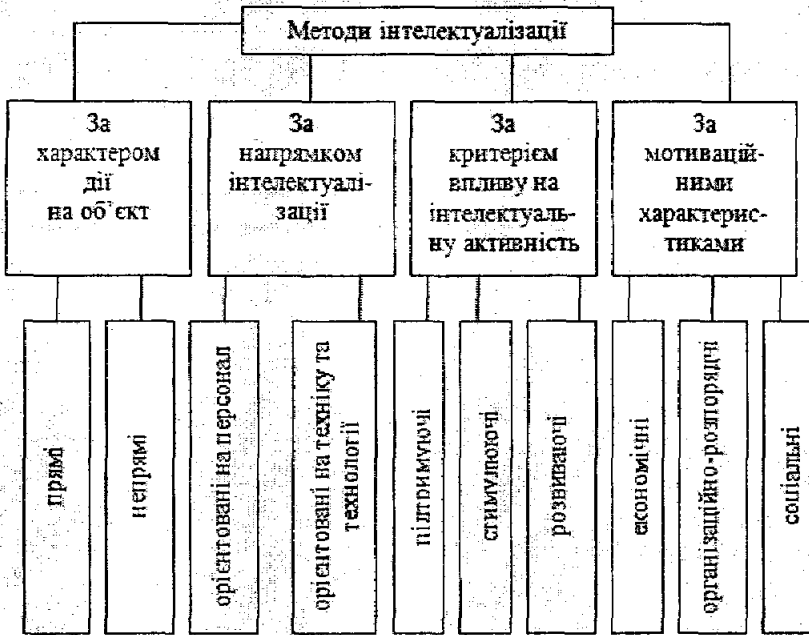 Методи інтелектуалізації
За
характером
дії
на об'єкт
За
напрямком
інтелектуалі-
зації
За
критерієм
впливу на
інтелектуаль-
ну активність
За
мотивацій-
ними
характерис-
тиками
прямі
непрямі
орієнтовані на персонал
орієнтовані на техніку та
технології
підтримуючі
стимулюючі
розвиваючі
економічні
організаційно-розпорядчі
соціальні